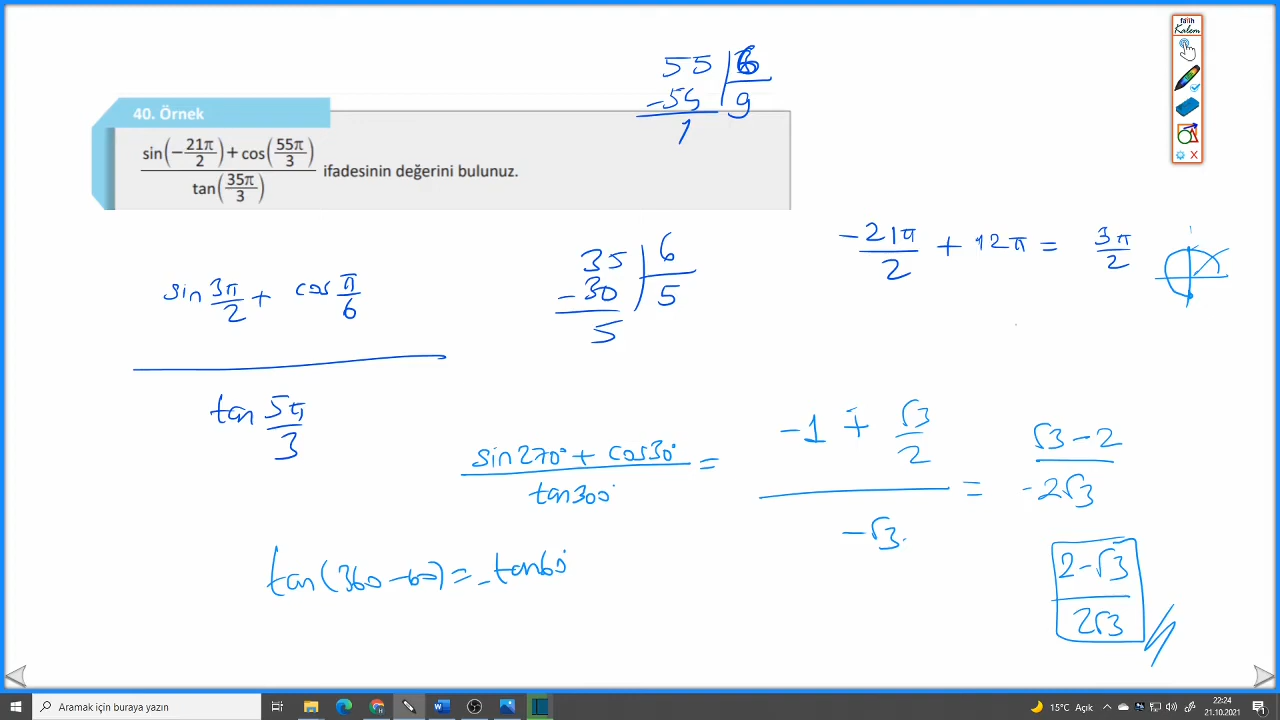 fatih
Kalem
55 | 6
-54 | 9
1
40. Örnek
sin(-21π/2) + cos(55π/3)
tan(35π/3)
ifadesinin değerini bulunuz.
-21π/2 + 12π = 3π/2
35 | 6
-30 | 5
5
sin 3π/2 + cos π/6
tan 5π/3
sin270° + cos30° =
tan300°
-1 + √3/2
-√3
=
√3 - 2
-2√3
tan(360-60) = -tan60°
2-√3
2√3
Aramak için buraya yazın
15°C Açık
22:24
21.10.2021
1